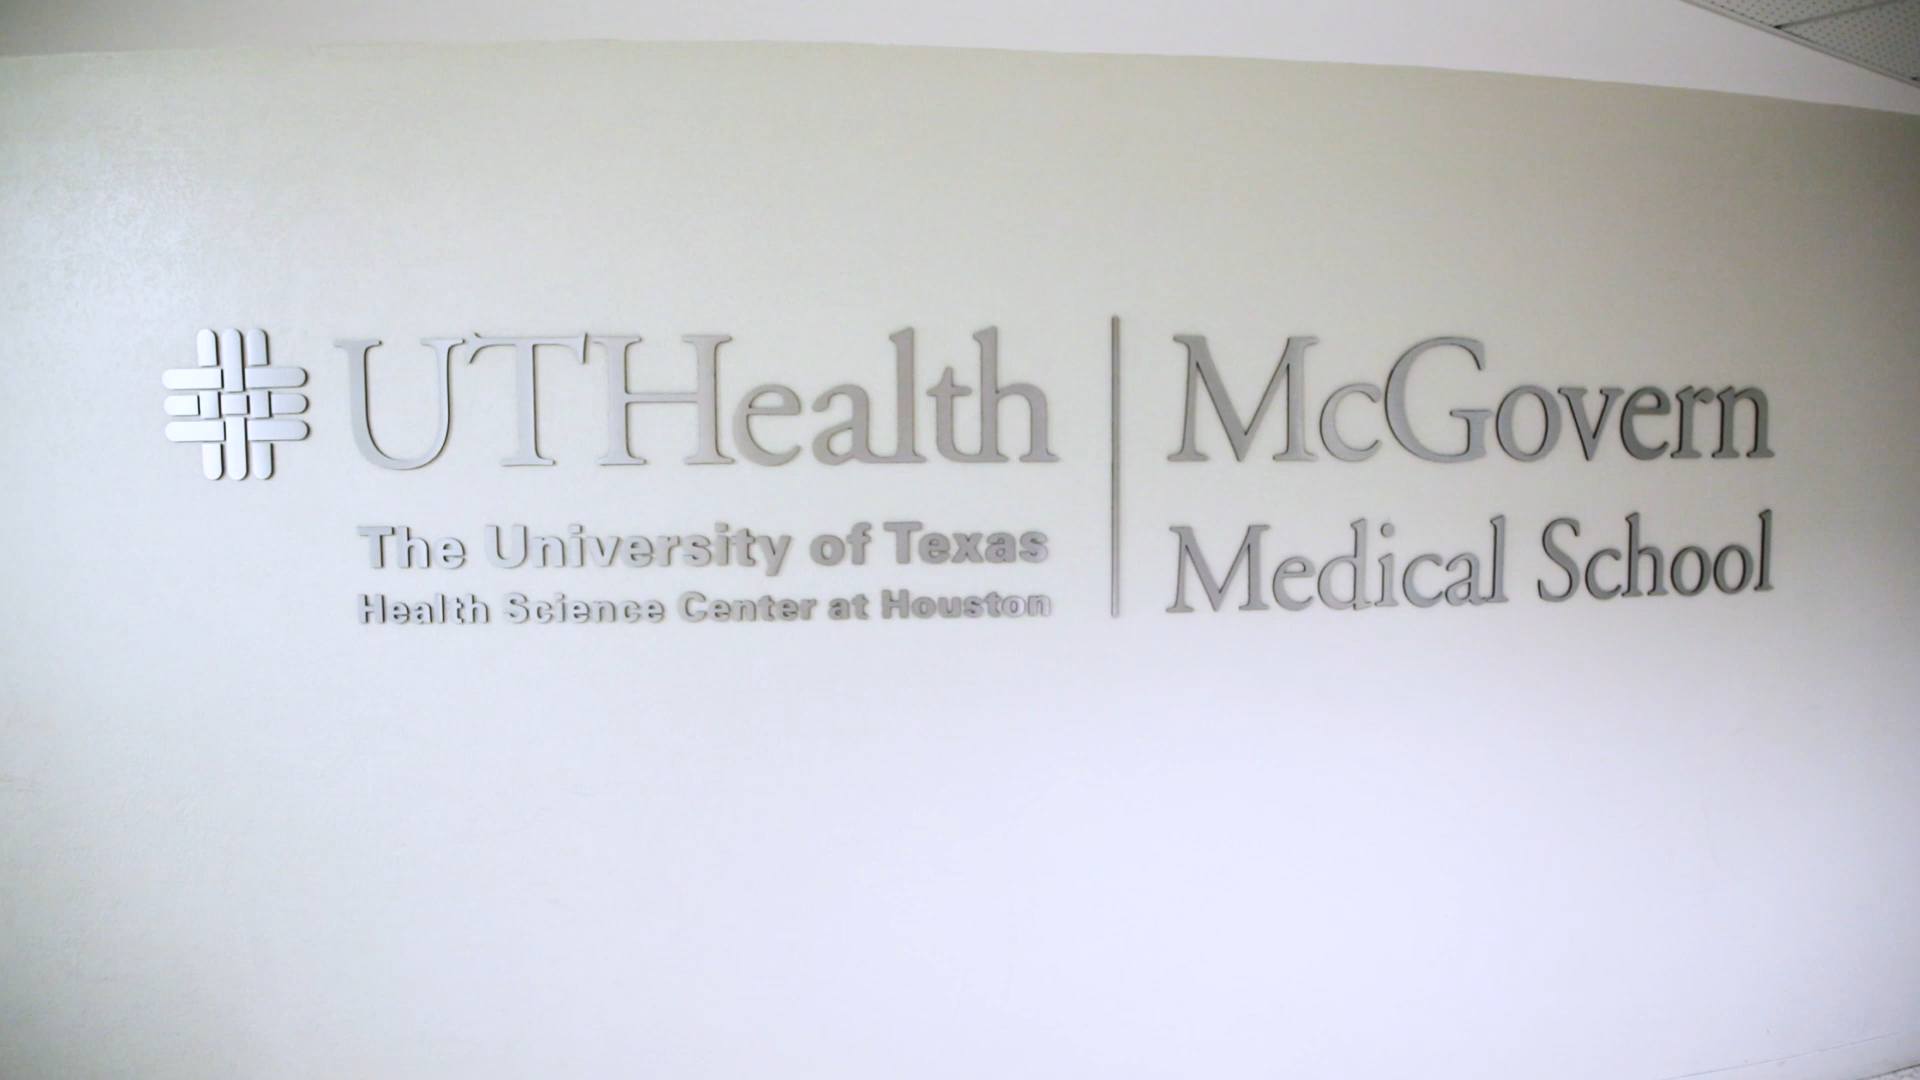 UTHealth
The University of Texas
Health Science Center at Houston
McGovern
Medical School